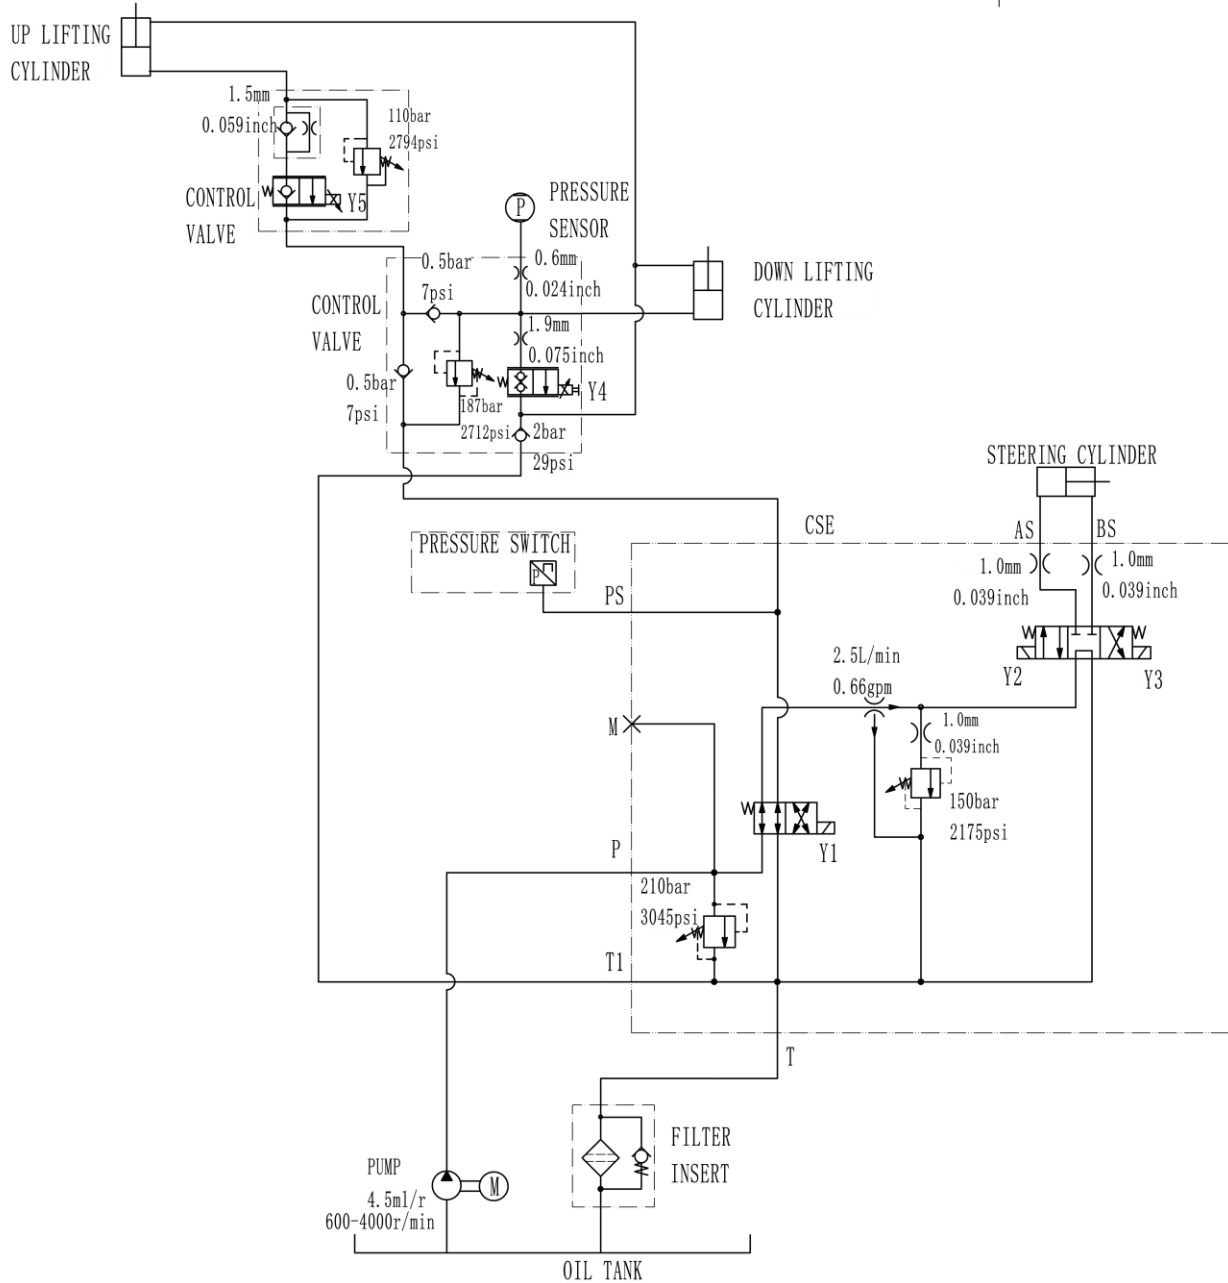 UP LIFTING
CYLINDER
1.5mm
0.059inch
110bar
2794psi
CONTROL
VALVE
Y5
P
PRESSURE
SENSOR
0.5bar
7psi
0.6mm
0.024inch
DOWN LIFTING
CYLINDER
CONTROL
VALVE
1.9mm
0.075inch
0.5bar
7psi
Y4
187bar
2712psi
2bar
29psi
STEERING CYLINDER
CSE
AS
BS
PRESSURE SWITCH
P
1.0mm
0.039inch
1.0mm
0.039inch
PS
2.5L/min
0.66gpm
Y2
Y3
M
1.0mm
0.039inch
150bar
2175psi
Y1
P
210bar
3045psi
T1
T
FILTER
INSERT
PUMP
4.5ml/r
600-4000r/min
M
OIL TANK